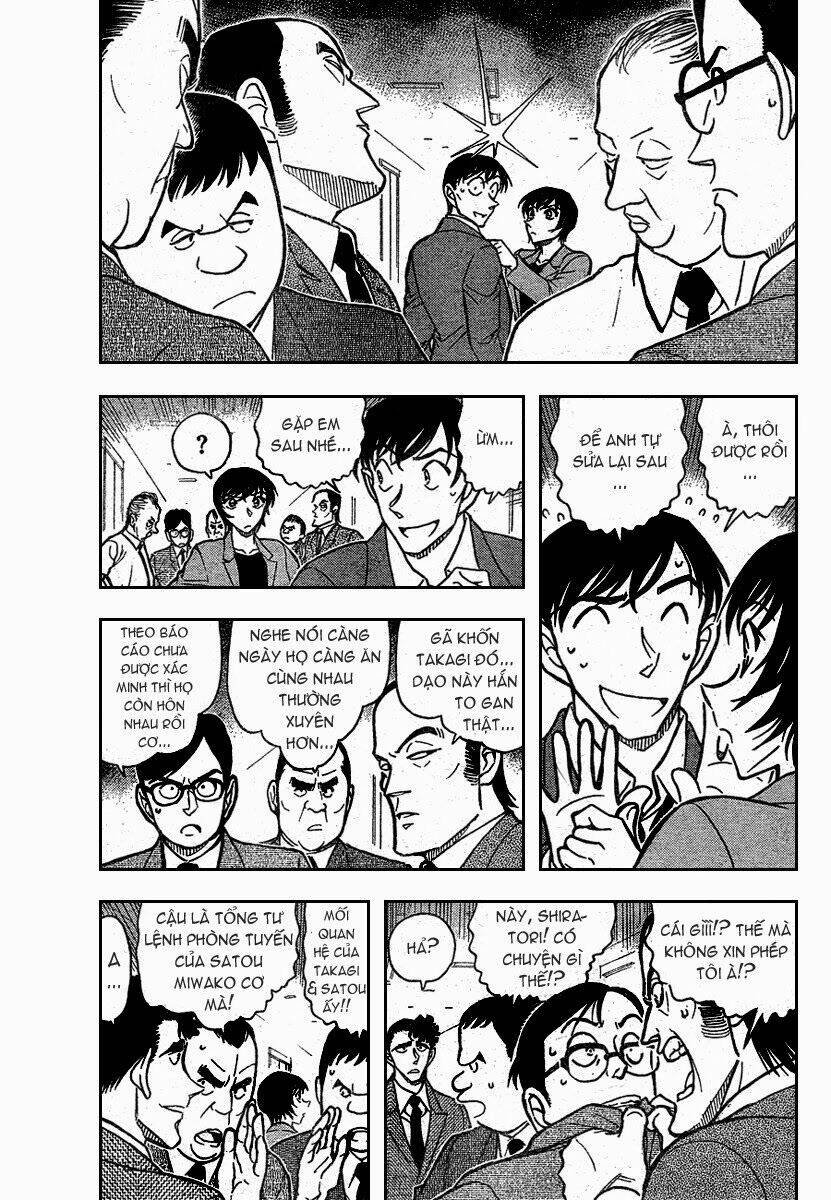 À, THÔI
ĐƯỢC RỒI
...
ĐỂ ANH TỰ
SỬA LẠI SAU
...
ỪM...
GẶP EM
SAU NHÉ...
?
GÃ KHỐN
TAKAGI ĐÓ...
DẠO NÀY HẮN
TO GAN
THẬT...
NGHE NÓI CÀNG
NGÀY HỌ CÀNG ĂN
CÙNG NHAU
THƯỜNG
XUYÊN
HƠN...
THEO BÁO
CÁO CHƯA
ĐƯỢC XÁC
MINH THÌ HỌ
CÒN HÔN
NHAU RỒI
CƠ...
CÁI GÌÌÌ!? THẾ MÀ
KHÔNG XIN PHÉP
TÔI À!?
NÀY, SHIRA-
TORI! CÓ
CHUYỆN GÌ
THẾ!?
HẢ?
MỐI
QUAN
HỆ CỦA
TAKAGI
& SATOU
ẤY!!
CẬU LÀ TỔNG TƯ
LỆNH PHÒNG TUYẾN
CỦA SATOU
MIWAKO CƠ
MÀ!
A
...